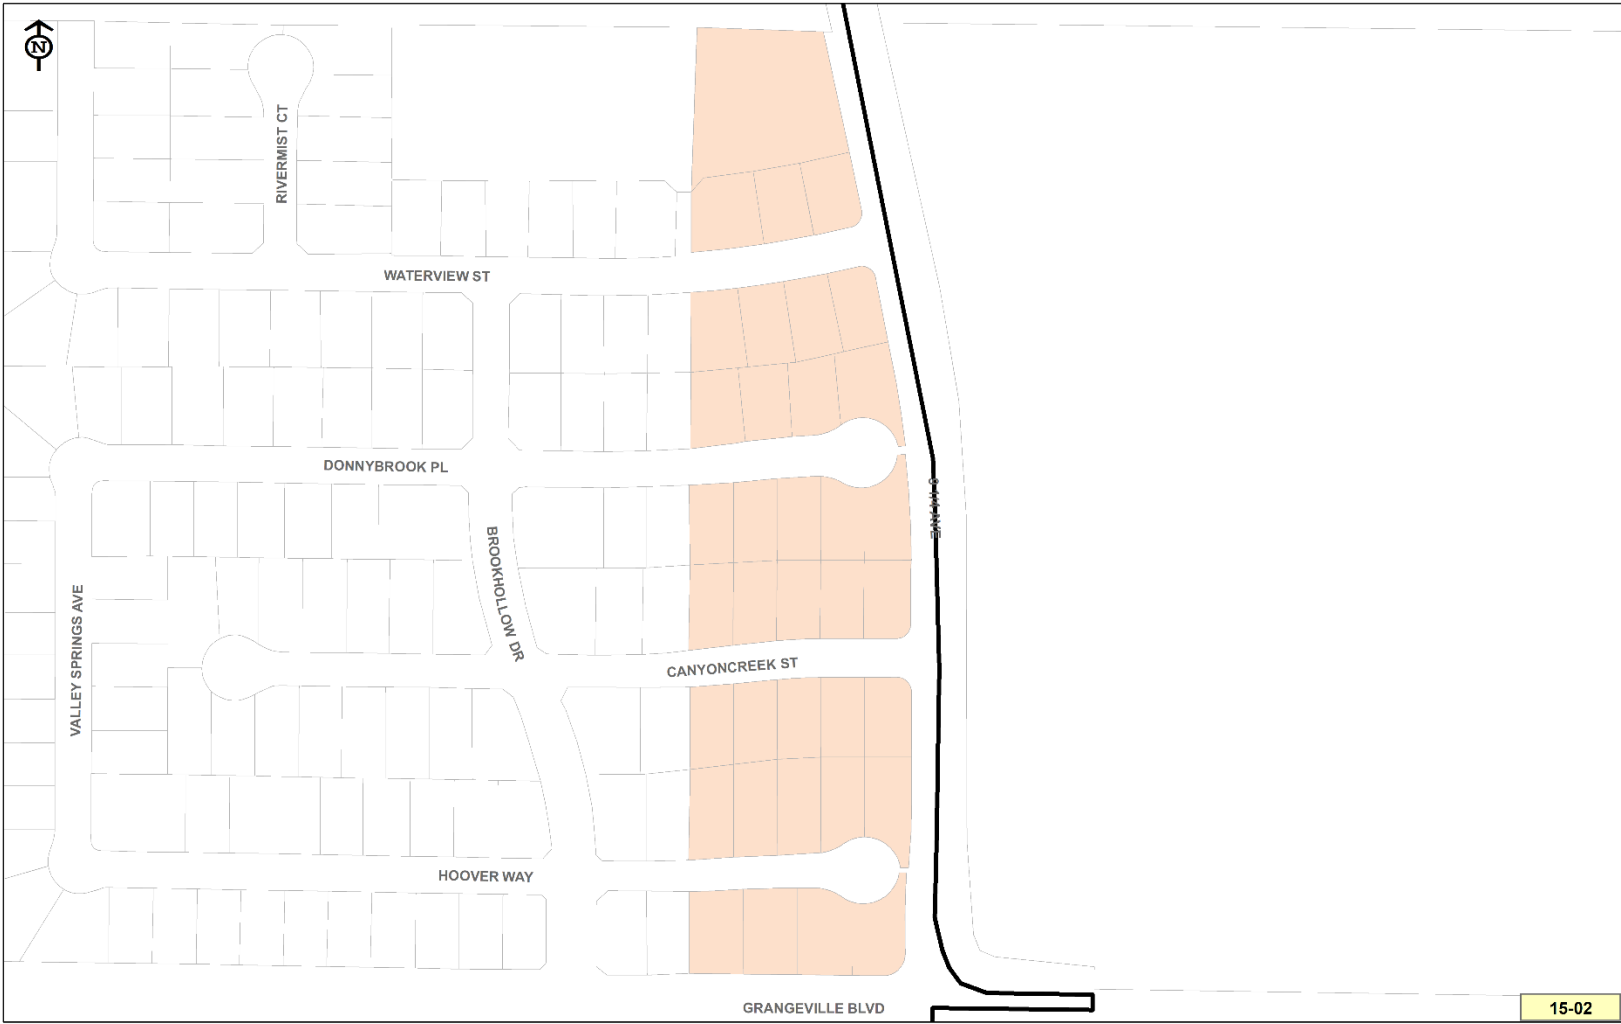 N
RIVERMIST CT
WATERVIEW ST
DONNYBROOK PL
BROOKHOLLOW DR
VALLEY SPRINGS AVE
CANYONCREEK ST
HOOVER WAY
GRANGEVILLE BLVD
15-02